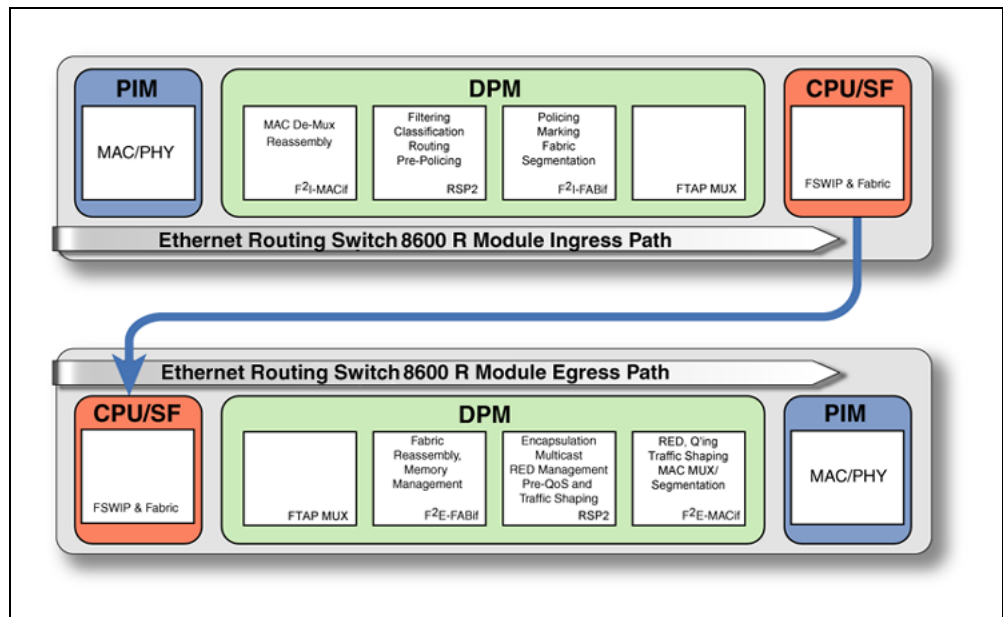 PIM
MAC/PHY
DPM
MAC De-Mux
Reassembly
F2I-MACif
Filtering
Classification
Routing
Pre-Policing
RSP2
Policing
Marking
Fabric
Segmentation
F2I-FABif
FTAP MUX
CPU/SF
FSWIP & Fabric
Ethernet Routing Switch 8600 R Module Ingress Path
Ethernet Routing Switch 8600 R Module Egress Path
CPU/SF
FSWIP & Fabric
DPM
FTAP MUX
Fabric
Reassembly,
Memory
Management
F2E-FABif
Encapsulation
Multicast
RED Management
Pre-QoS and
Traffic Shaping
RSP2
RED, Q'ing
Traffic Shaping
MAC MUX/
Segmentation
F2E-MACif
PIM
MAC/PHY